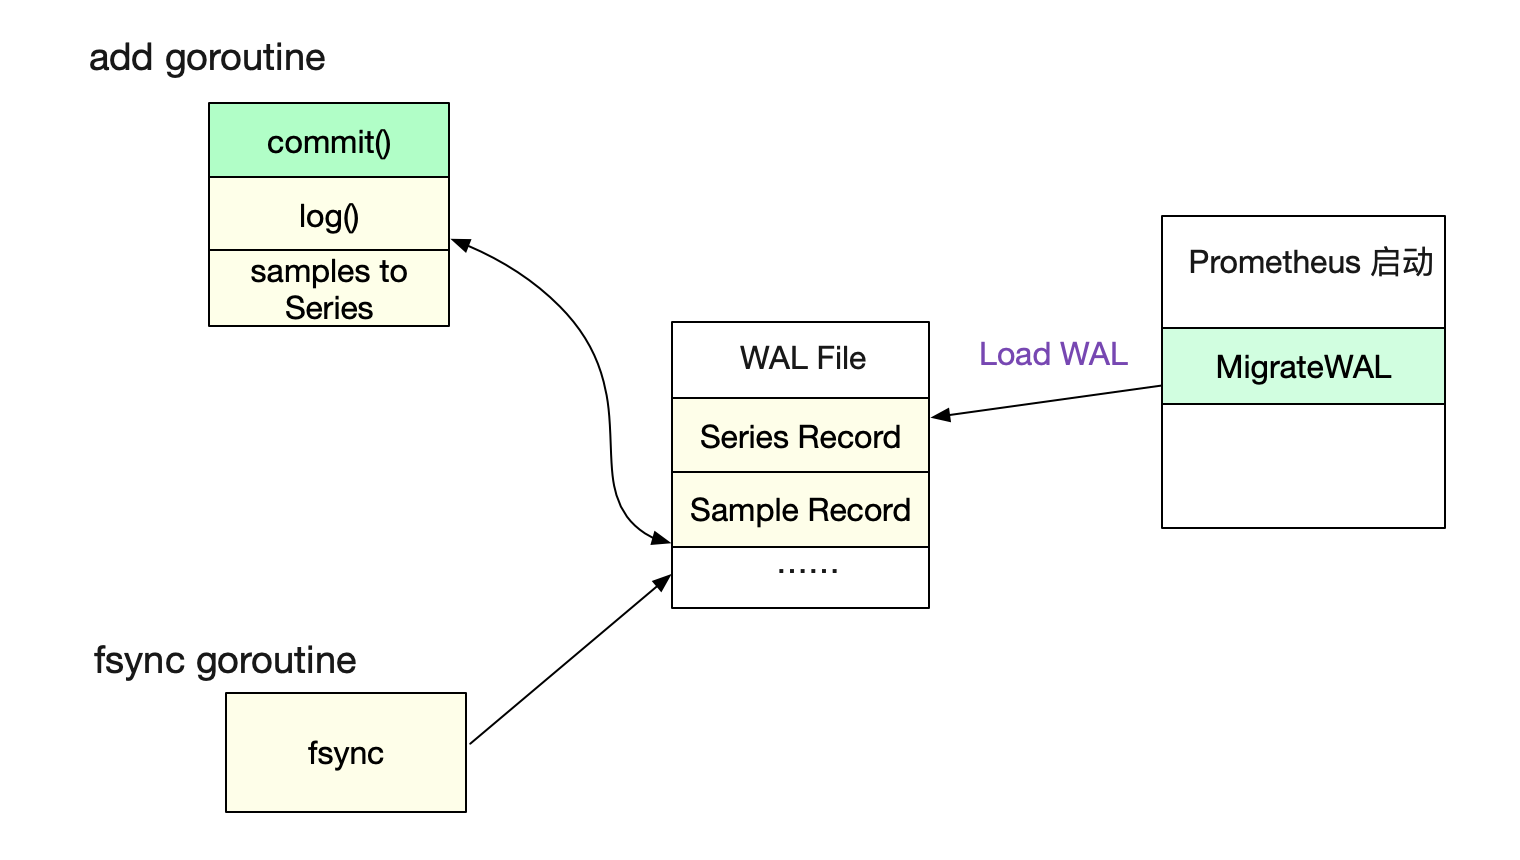 add goroutine
commit()
log()
samples to
Series
WAL File
Series Record
Sample Record
......
Load WAL
Prometheus 启动
MigrateWAL
fsync goroutine
fsync